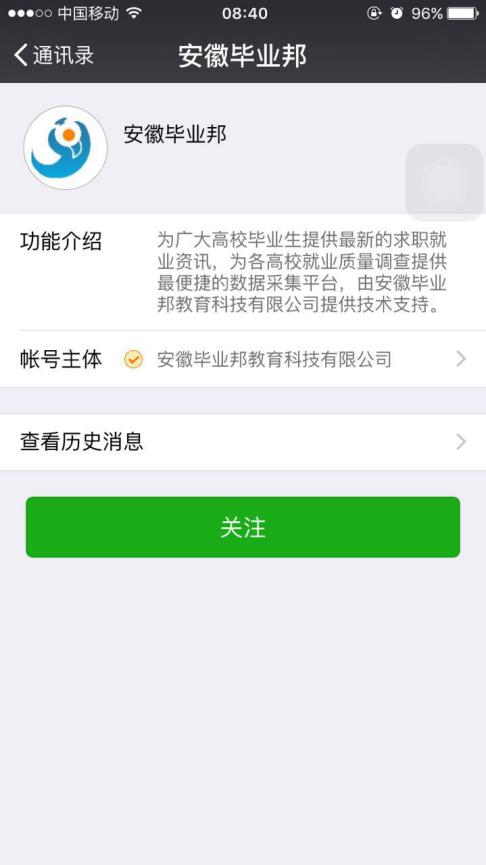 中国移动 08:40 96%
通讯录 安徽毕业邦
安徽毕业邦
功能介绍 为广大高校毕业生提供最新的求职就
业资讯，为各高校就业质量调查提供
最便捷的数据采集平台，由安徽毕业
邦教育科技有限公司提供技术支持。
帐号主体 安徽毕业邦教育科技有限公司
查看历史消息
关注